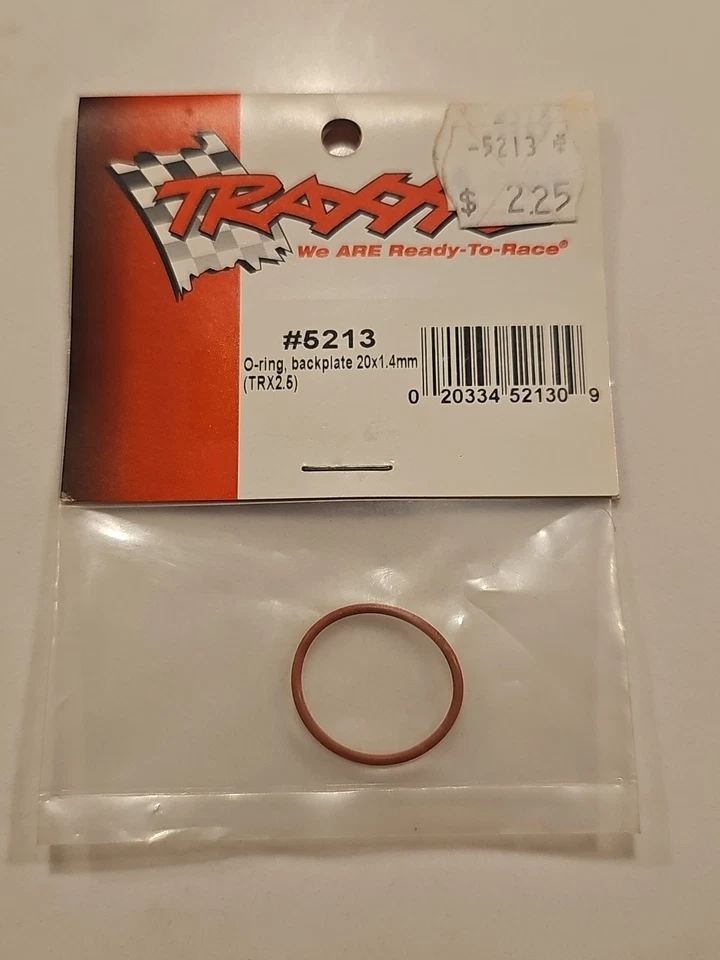 -5213
$ 2.25
TRAXX
We ARE Ready-To-Race®
#5213
O-ring, backplate 20x1.4mm
(TRX2.5)
0 20334 52130 9